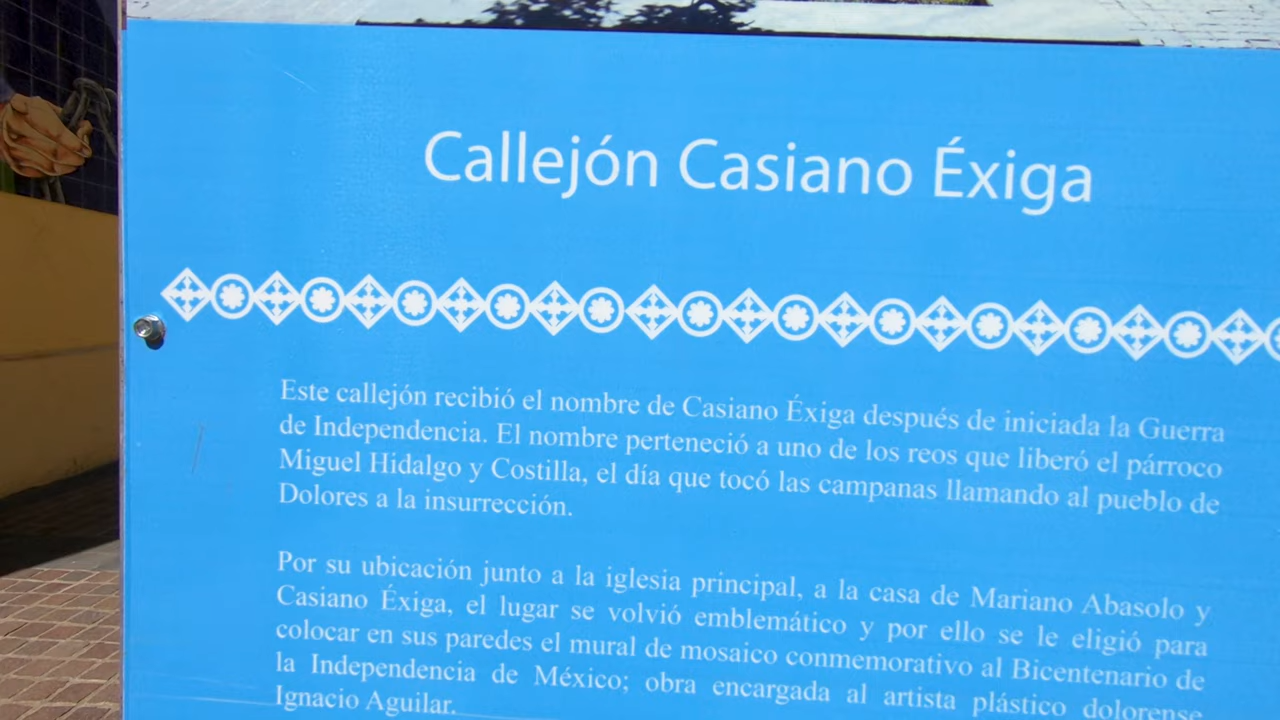 Callejón Casiano Éxiga
Este callejón recibió el nombre de Casiano Éxiga después de iniciada la Guerra
de Independencia. El nombre perteneció a uno de los reos que liberó el párroco
Miguel Hidalgo y Costilla, el día que tocó las campanas llamando al pueblo de
Dolores a la insurrección.
Por su ubicación junto a la iglesia principal, a la casa de Mariano Abasolo y
Casiano Éxiga, el lugar se volvió emblemático y por ello se le eligió para
colocar en sus paredes el mural de mosaico conmemorativo al Bicentenario de
la Independencia de México; obra encargada al artista plástico dolorense
Ignacio Aguilar.